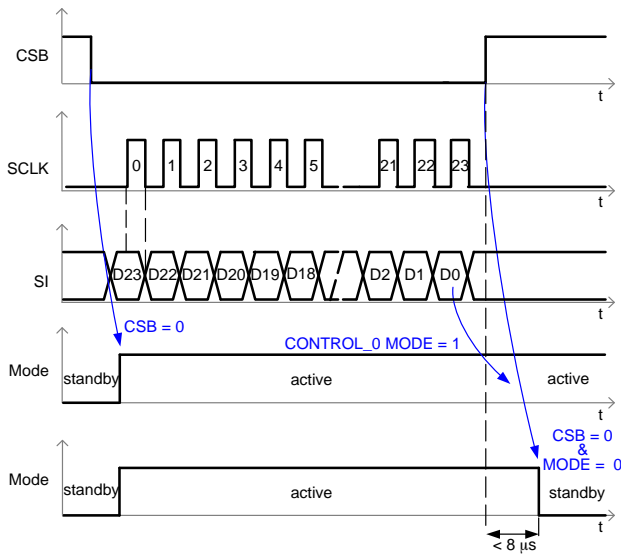 CSB
t
SCLK
0 1 2 3 4 5 21 22 23
t
SI
D23 D22 D21 D20 D19 D18 D2 D1 D0
t
CSB = 0
CONTROL_0 MODE = 1
Mode
standby active active
t
CSB = 0
&
MODE = 0
Mode
standby active standby
t
< 8 µs